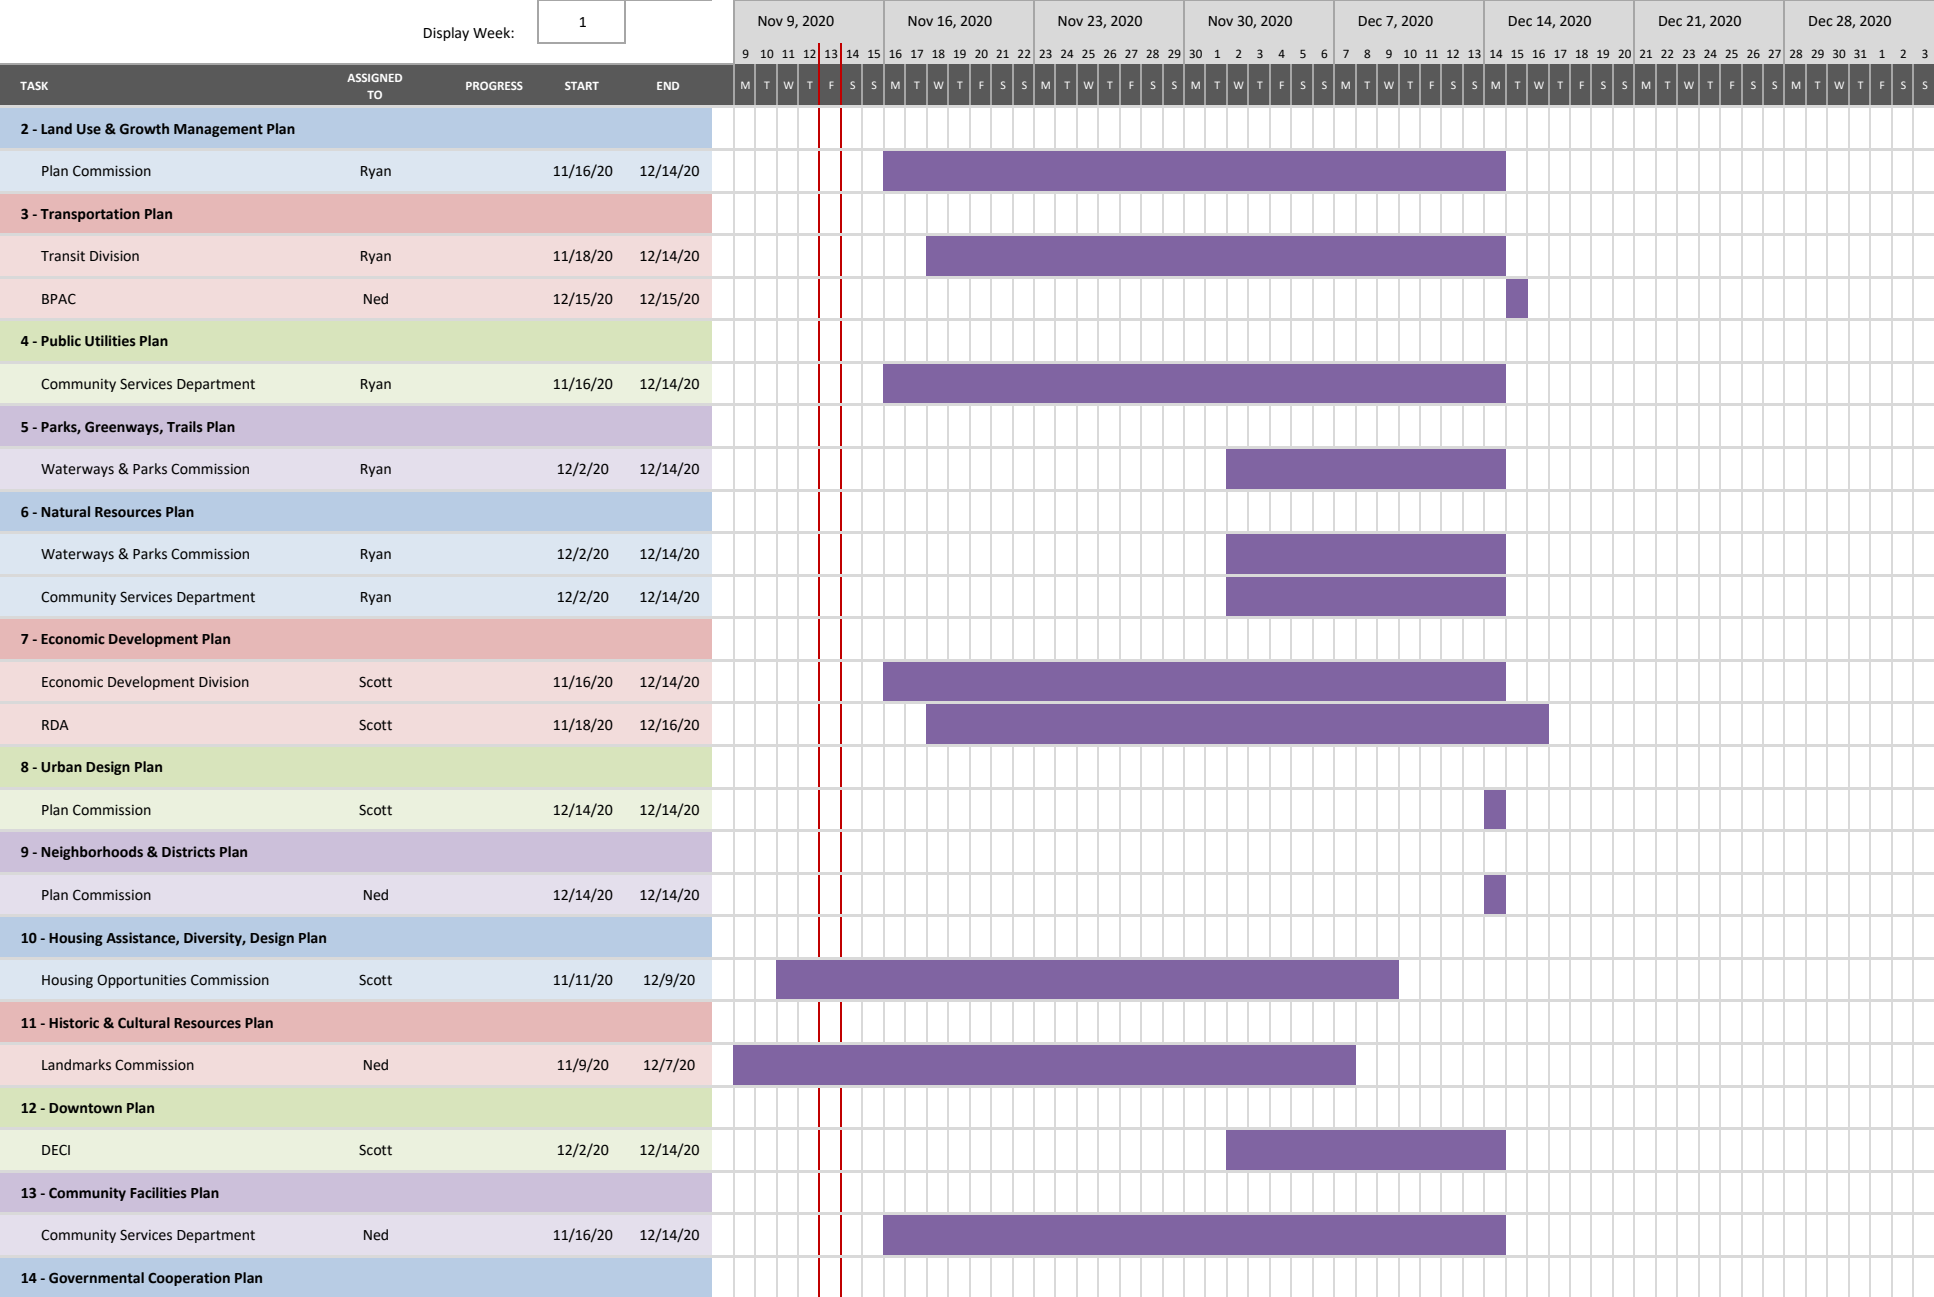 Display Week: 1
Nov 9, 2020 Nov 16, 2020 Nov 23, 2020 Nov 30, 2020 Dec 7, 2020 Dec 14, 2020 Dec 21, 2020 Dec 28, 2020
9 10 11 12 13 14 15 16 17 18 19 20 21 22 23 24 25 26 27 28 29 30 1 2 3 4 5 6 7 8 9 10 11 12 13 14 15 16 17 18 19 20 21 22 23 24 25 26 27 28 29 30 31 1 2 3
TASK ASSIGNED TO PROGRESS START END M T W T F S S M T W T F S S M T W T F S S M T W T F S S M T W T F S S M T W T F S S M T W T F S S M T W T F S S
2 - Land Use & Growth Management Plan
Plan Commission Ryan 11/16/20 12/14/20
3 - Transportation Plan
Transit Division Ryan 11/18/20 12/14/20
BPAC Ned 12/15/20 12/15/20
4 - Public Utilities Plan
Community Services Department Ryan 11/16/20 12/14/20
5 - Parks, Greenways, Trails Plan
Waterways & Parks Commission Ryan 12/2/20 12/14/20
6 - Natural Resources Plan
Waterways & Parks Commission Ryan 12/2/20 12/14/20
Community Services Department Ryan 12/2/20 12/14/20
7 - Economic Development Plan
Economic Development Division Scott 11/16/20 12/14/20
RDA Scott 11/18/20 12/16/20
8 - Urban Design Plan
Plan Commission Scott 12/14/20 12/14/20
9 - Neighborhoods & Districts Plan
Plan Commission Ned 12/14/20 12/14/20
10 - Housing Assistance, Diversity, Design Plan
Housing Opportunities Commission Scott 11/11/20 12/9/20
11 - Historic & Cultural Resources Plan
Landmarks Commission Ned 11/9/20 12/7/20
12 - Downtown Plan
DECI Scott 12/2/20 12/14/20
13 - Community Facilities Plan
Community Services Department Ned 11/16/20 12/14/20
14 - Governmental Cooperation Plan